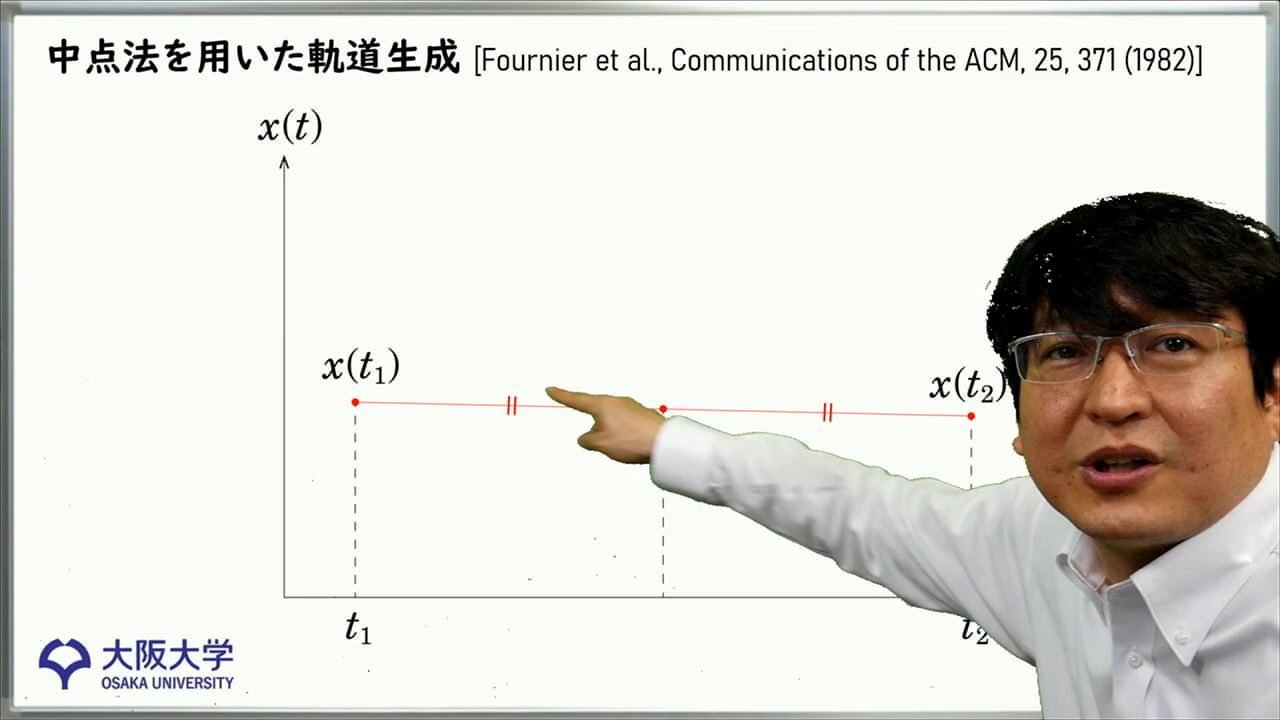 中点法を用いた軌道生成 [Fournier et al., Communications of the ACM, 25, 371 (1982)]
x(t)
x(t₁)
x(t₂)
t₁
t₂
大阪大学
OSAKA UNIVERSITY